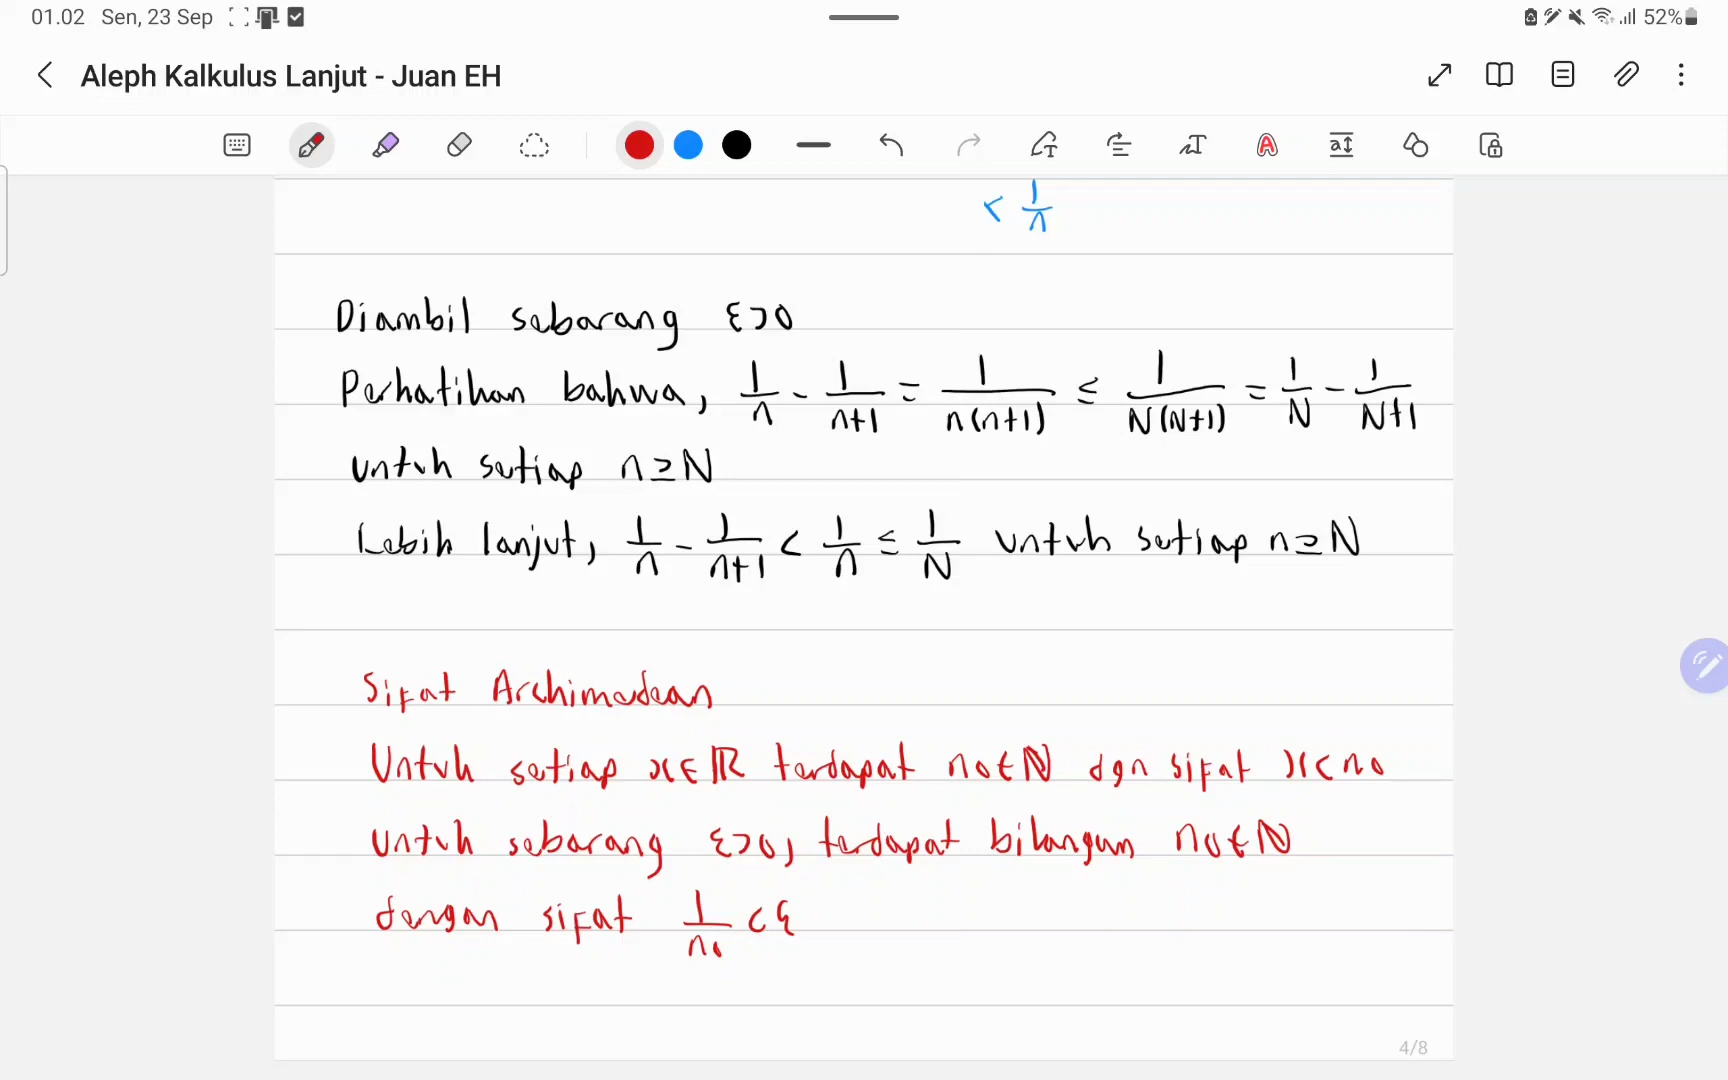 01.02 Sen, 23 Sep 52%
Aleph Kalkulus Lanjut - Juan EH
< 1/n
Diambil sebarang ε>0
Perhatikan bahwa, 1/n - 1/(n+1) = 1/(n(n+1)) ≤ 1/(N(N+1)) = 1/N - 1/(N+1)
untuk setiap n≥N
Lebih lanjut, 1/n - 1/(n+1) < 1/n ≤ 1/N untuk setiap n≥N
Sifat Archimedean
Untuk setiap x∈ℝ terdapat n₀∈ℕ dgn sifat x<n₀
Untuk sebarang ε>0, terdapat bilangan n₀∈ℕ
dengan sifat 1/n₀ < ε
4/8